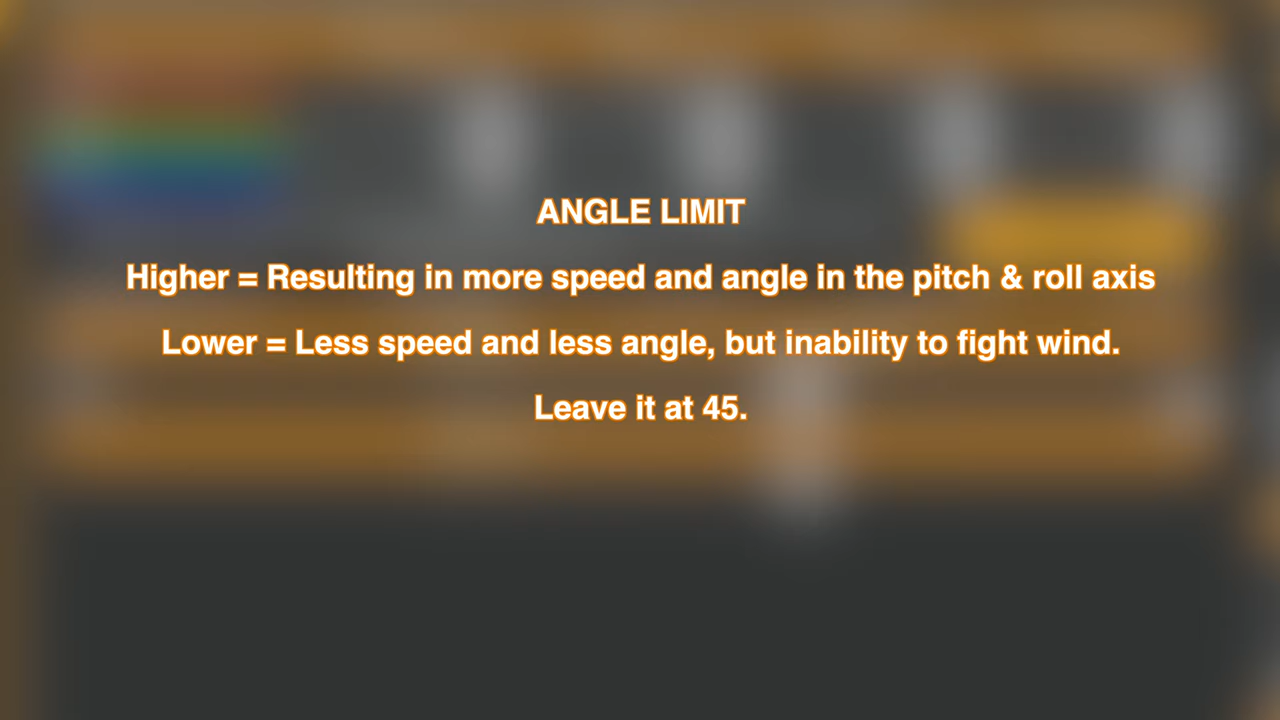 ANGLE LIMIT
Higher = Resulting in more speed and angle in the pitch & roll axis
Lower = Less speed and less angle, but inability to fight wind.
Leave it at 45.